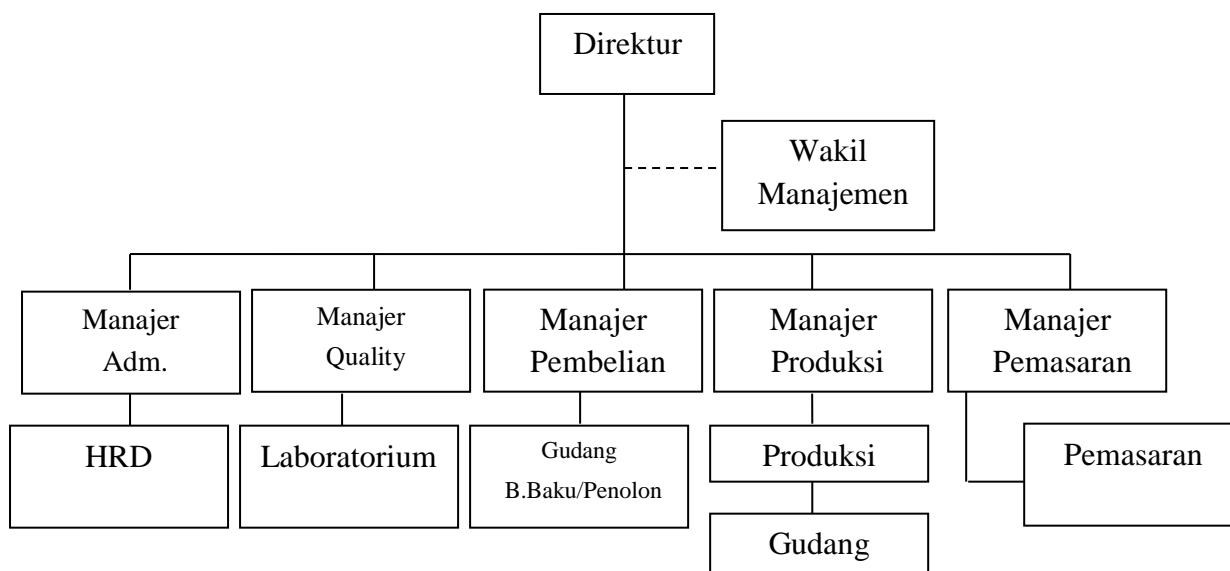 Direktur
Wakil
Manajemen
Manajer
Adm.
Manajer
Quality
Manajer
Pembelian
Manajer
Produksi
Manajer
Pemasaran
HRD
Laboratorium
Gudang
B.Baku/Penolon
Produksi
Pemasaran
Gudang